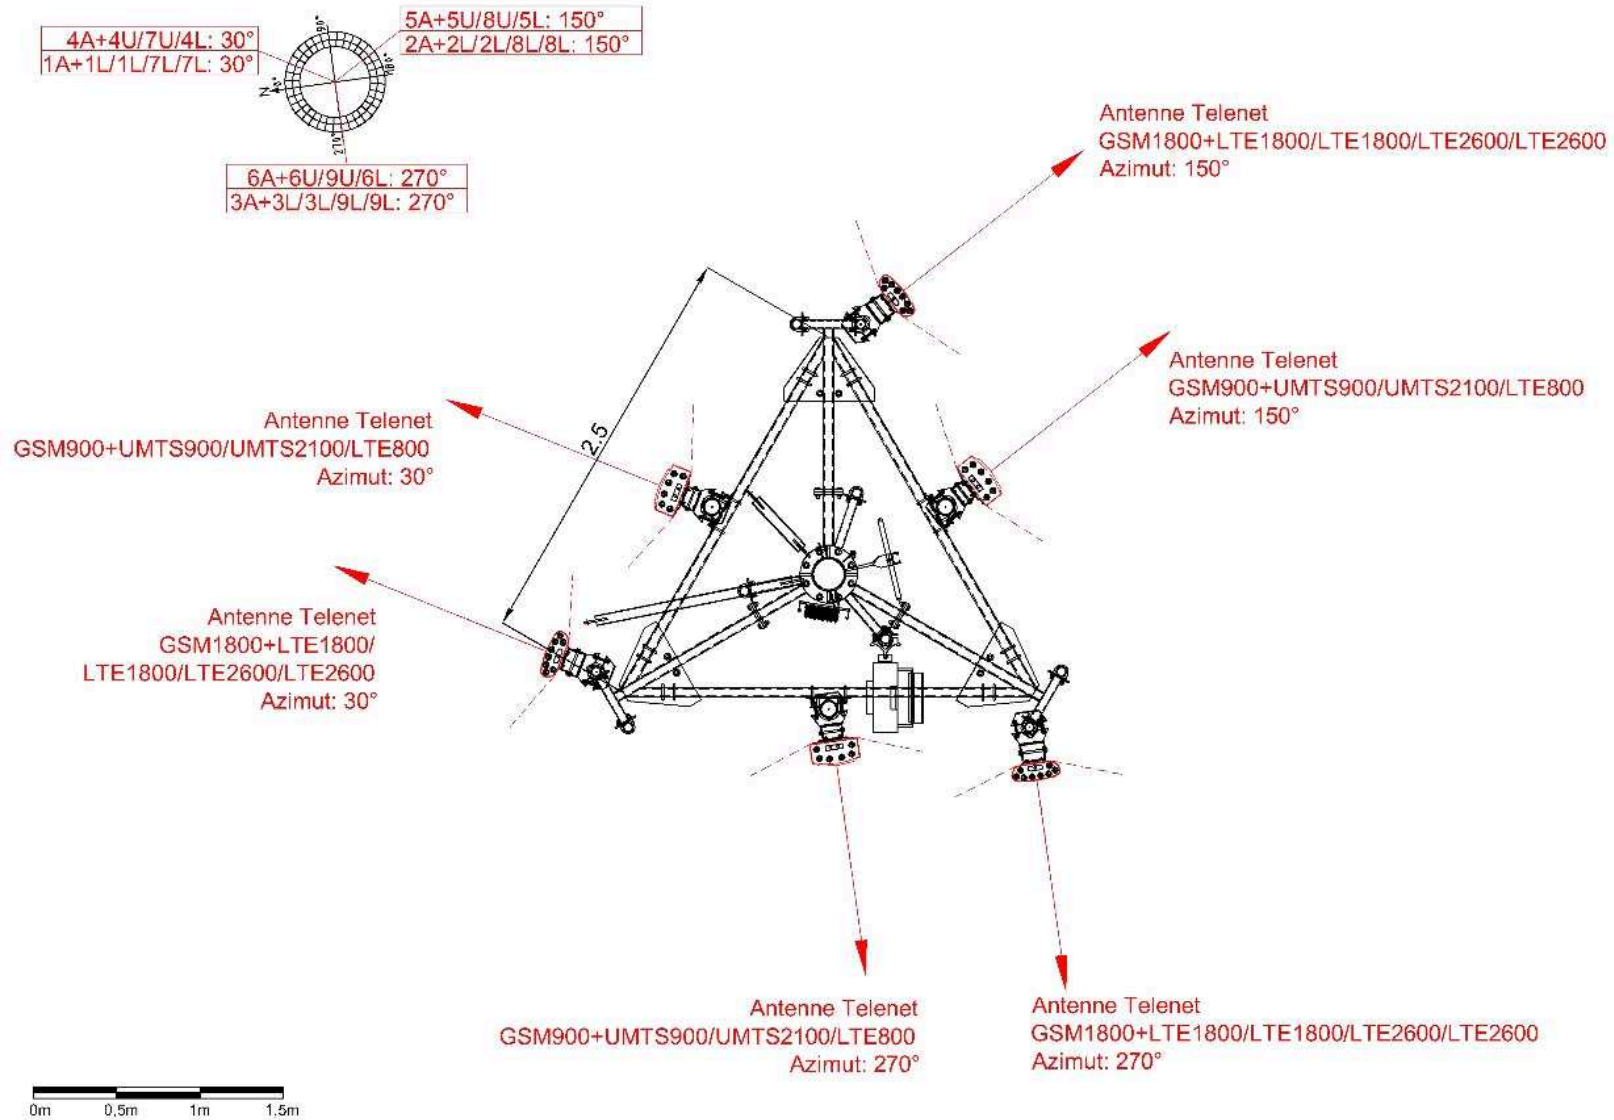 4A+4U/7U/4L: 30°
1A+1L/1L/7L/7L: 30°
5A+5U/8U/5L: 150°
2A+2L/2L/8L/8L: 150°
90°
180°
N
0°
270°
6A+6U/9U/6L: 270°
3A+3L/3L/9L/9L: 270°
Antenne Telenet
GSM1800+LTE1800/LTE1800/LTE2600/LTE2600
Azimut: 150°
Antenne Telenet
GSM900+UMTS900/UMTS2100/LTE800
Azimut: 150°
Antenne Telenet
GSM900+UMTS900/UMTS2100/LTE800
Azimut: 30°
2.5
Antenne Telenet
GSM1800+LTE1800/
LTE1800/LTE2600/LTE2600
Azimut: 30°
Antenne Telenet
GSM900+UMTS900/UMTS2100/LTE800
Azimut: 270°
Antenne Telenet
GSM1800+LTE1800/LTE1800/LTE2600/LTE2600
Azimut: 270°
0m 0,5m 1m 1.5m